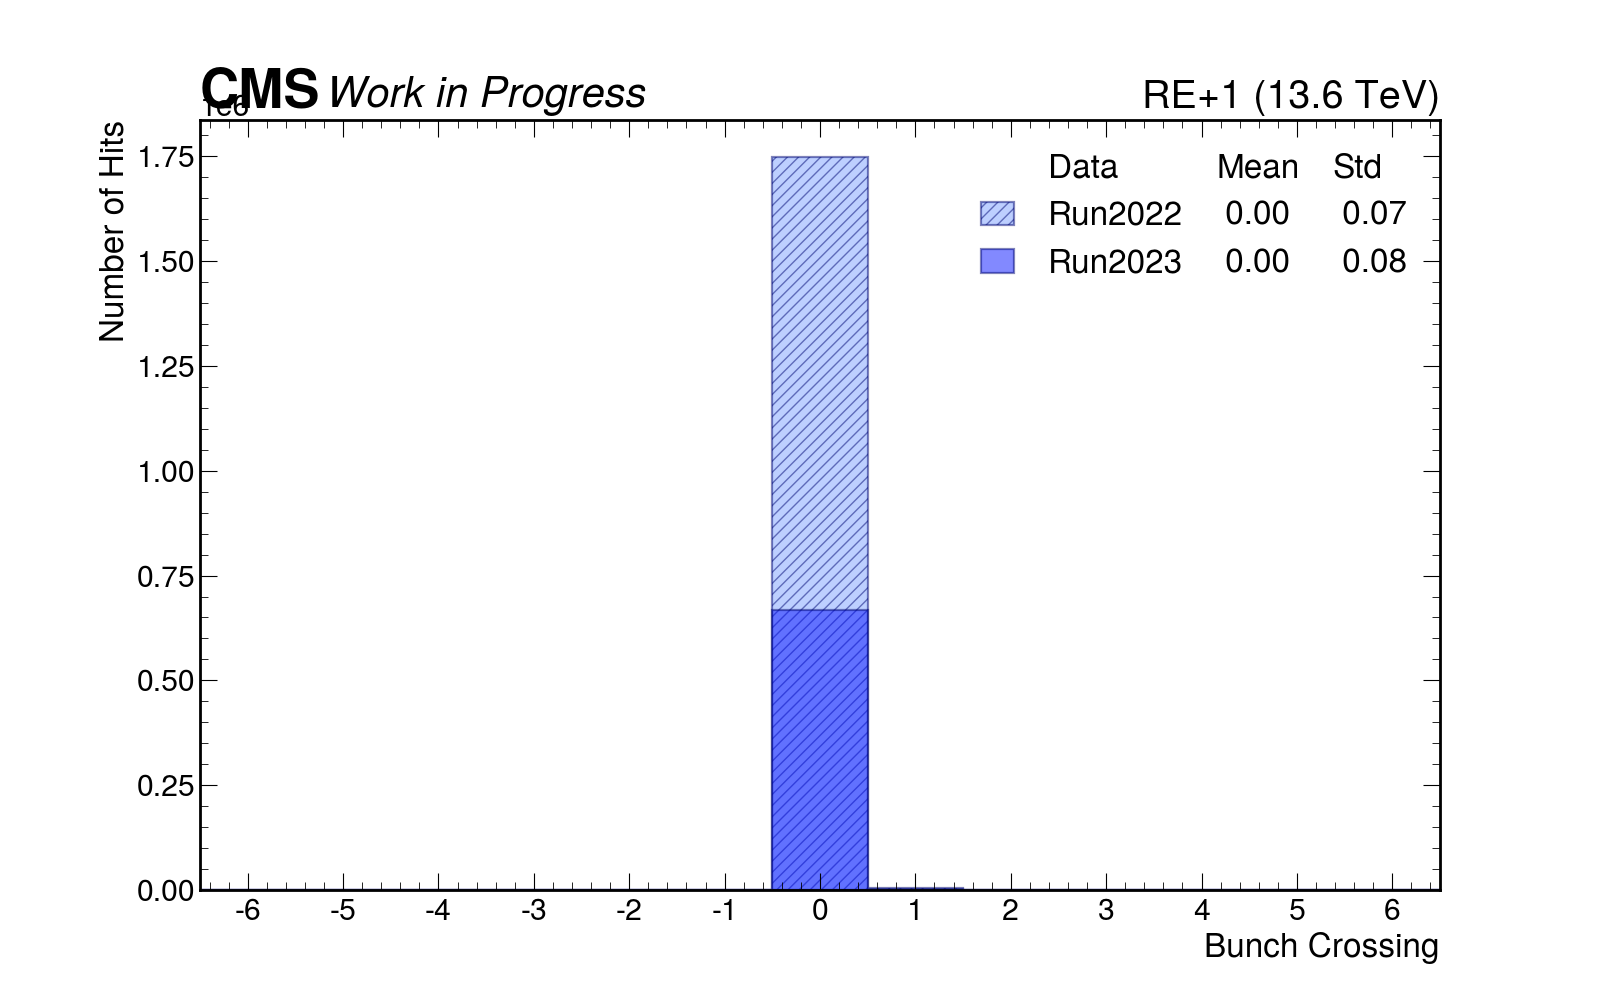 CMS Work in Progress
RE+1 (13.6 TeV)
1e6
Number of Hits
1.75
1.50
1.25
1.00
0.75
0.50
0.25
0.00
Data Mean Std
Run2022 0.00 0.07
Run2023 0.00 0.08
-6 -5 -4 -3 -2 -1 0 1 2 3 4 5 6
Bunch Crossing